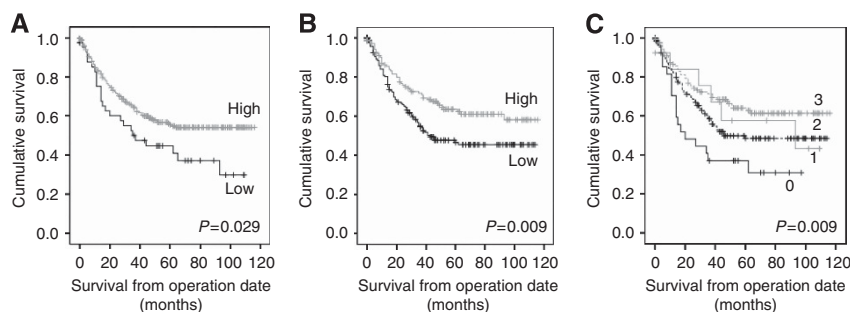 A
B
C
1.0
0.8
0.6
0.4
0.2
0.0
Cumulative survival
High
Low
P=0.029
0 20 40 60 80 100 120
Survival from operation date
(months)
1.0
0.8
0.6
0.4
0.2
0.0
Cumulative survival
High
Low
P=0.009
0 20 40 60 80 100 120
Survival from operation date
(months)
1.0
0.8
0.6
0.4
0.2
0.0
Cumulative survival
3
2
1
0
P=0.009
0 20 40 60 80 100 120
Survival from operation date
(months)